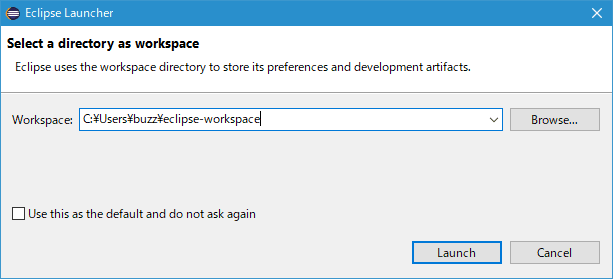 Eclipse Launcher
Select a directory as workspace
Eclipse uses the workspace directory to store its preferences and development artifacts.
Workspace: C:¥Users¥buzz¥eclipse-workspace Browse...
Use this as the default and do not ask again
Launch Cancel